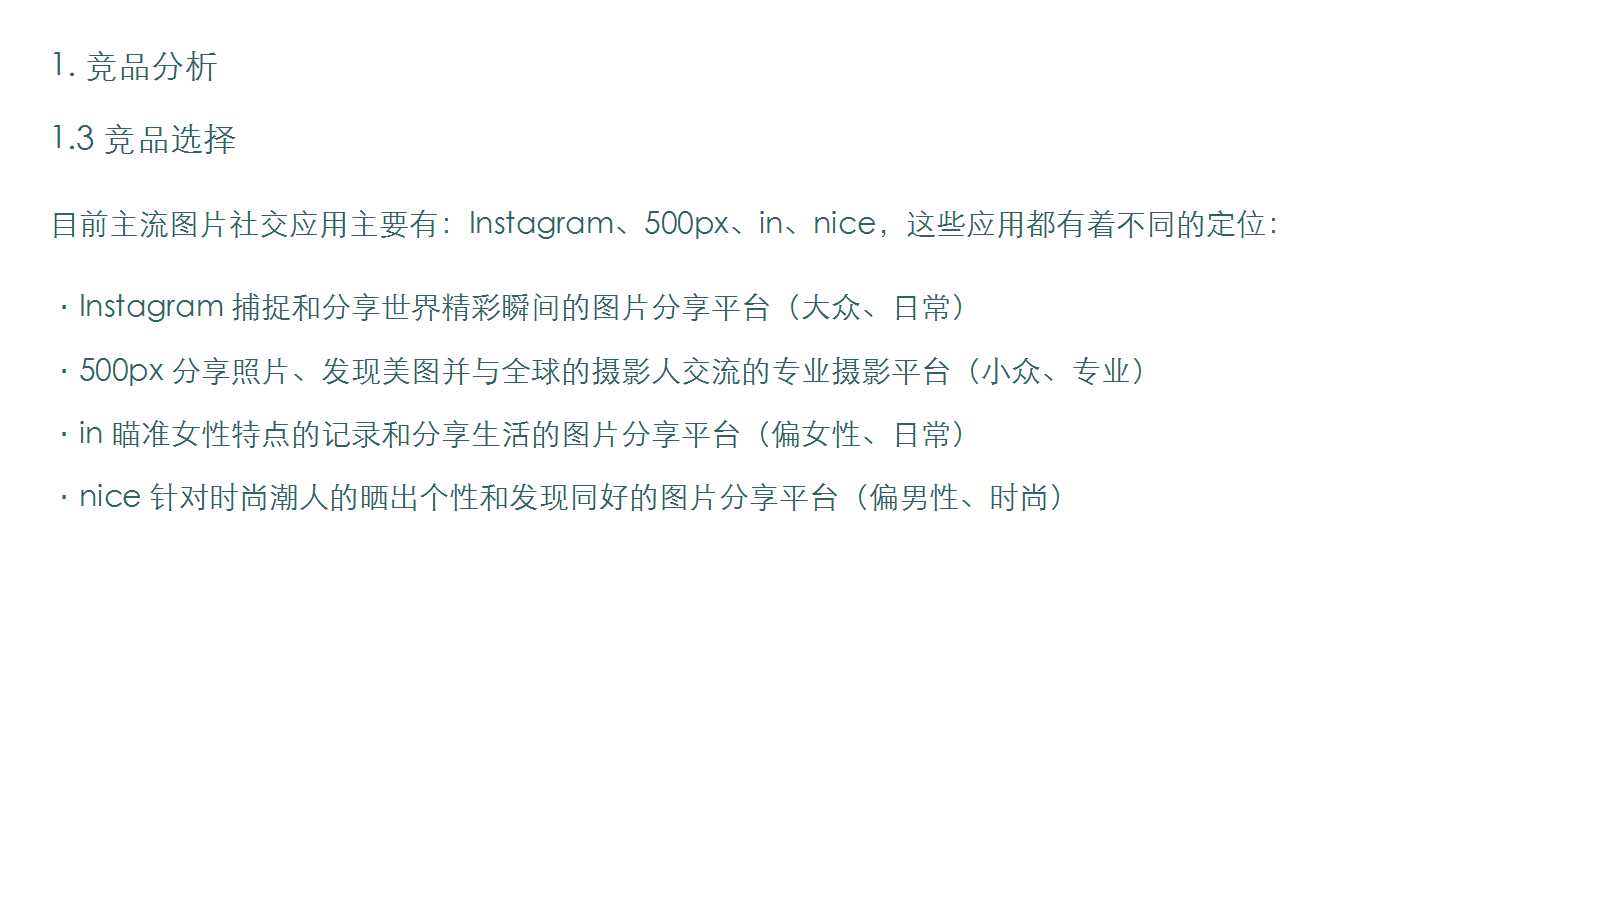 1. 竞品分析
1.3 竞品选择
目前主流图片社交应用主要有：Instagram、500px、in、nice，这些应用都有着不同的定位：
· Instagram 捕捉和分享世界精彩瞬间的图片分享平台（大众、日常）
· 500px 分享照片、发现美图并与全球的摄影人交流的专业摄影平台（小众、专业）
· in 瞄准女性特点的记录和分享生活的图片分享平台（偏女性、日常）
· nice 针对时尚潮人的晒出个性和发现同好的图片分享平台（偏男性、时尚）